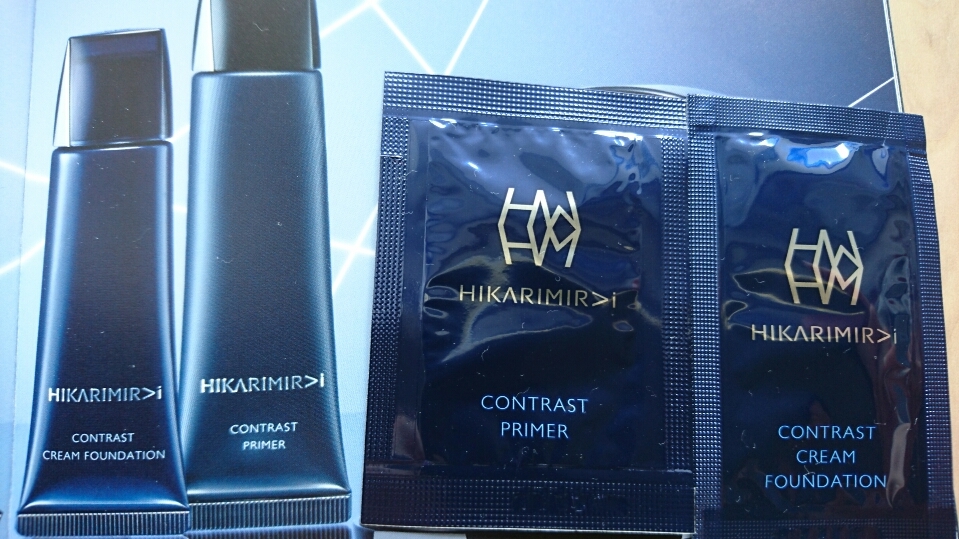 HIKARIMIR>i
CONTRAST
CREAM FOUNDATION
HIKARIMIR>i
CONTRAST
PRIMER
HIKARIMIR>i
CONTRAST
PRIMER
HIKARIMIR>i
CONTRAST
CREAM
FOUNDATION